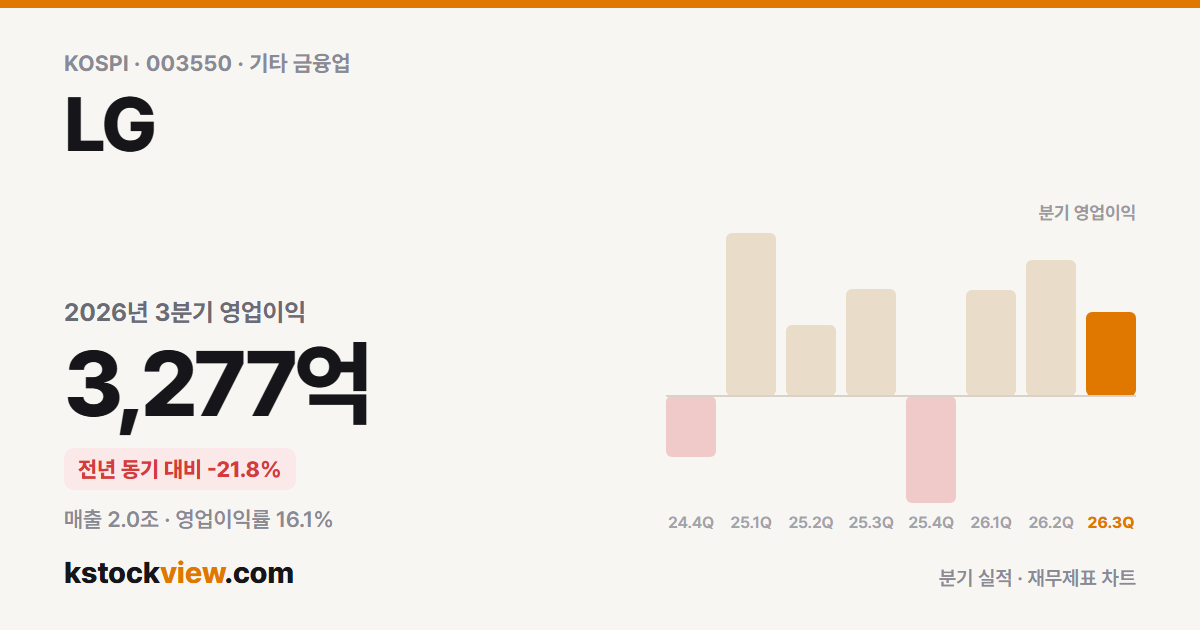 KOSPI · 003550 · 기타 금융업
LG
분기 영업이익
2026년 3분기 영업이익
3,277억
전년 동기 대비 -21.8%
매출 2.0조 · 영업이익률 16.1%
24.4Q 25.1Q 25.2Q 25.3Q 25.4Q 26.1Q 26.2Q 26.3Q
kstockview.com
분기 실적 · 재무제표 차트